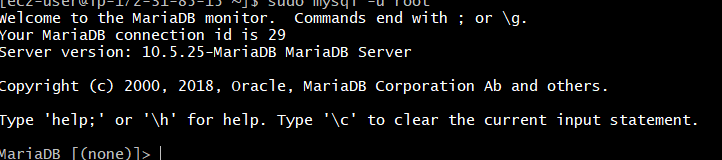 [ec2-user@ip-172-31-85-15 ~]$ sudo mysql -u root
Welcome to the MariaDB monitor.  Commands end with ; or \g.
Your MariaDB connection id is 29
Server version: 10.5.25-MariaDB MariaDB Server
Copyright (c) 2000, 2018, Oracle, MariaDB Corporation Ab and others.
Type 'help;' or '\h' for help. Type '\c' to clear the current input statement.
MariaDB [(none)]>